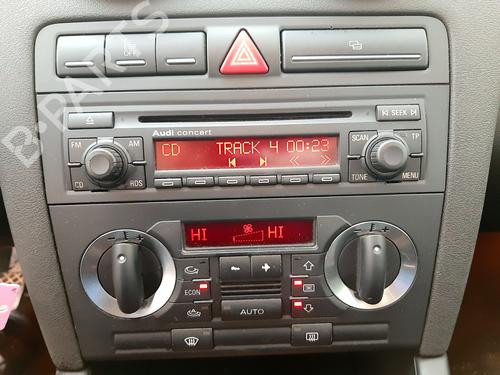 OFF
SEEK
Audi concert
FM AM
CD RDS
CD TRACK 4 00:23
SCAN TP
TONE MENU
HI HI
ECON
AUTO
B-PARTS